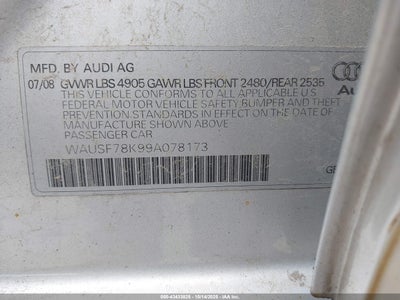 MFD. BY AUDI AG
07/08 GVWR LBS 4905 GAWR LBS FRONT 2480/REAR 2535
THIS VEHICLE CONFORMS TO ALL APPLICABLE U.S.
FEDERAL MOTOR VEHICLE SAFETY, BUMPER AND THEFT
PREVENTION STANDARDS IN EFFECT ON THE DATE OF
MANUFACTURE SHOWN ABOVE
PASSENGER CAR
WAUSF78K99A078173